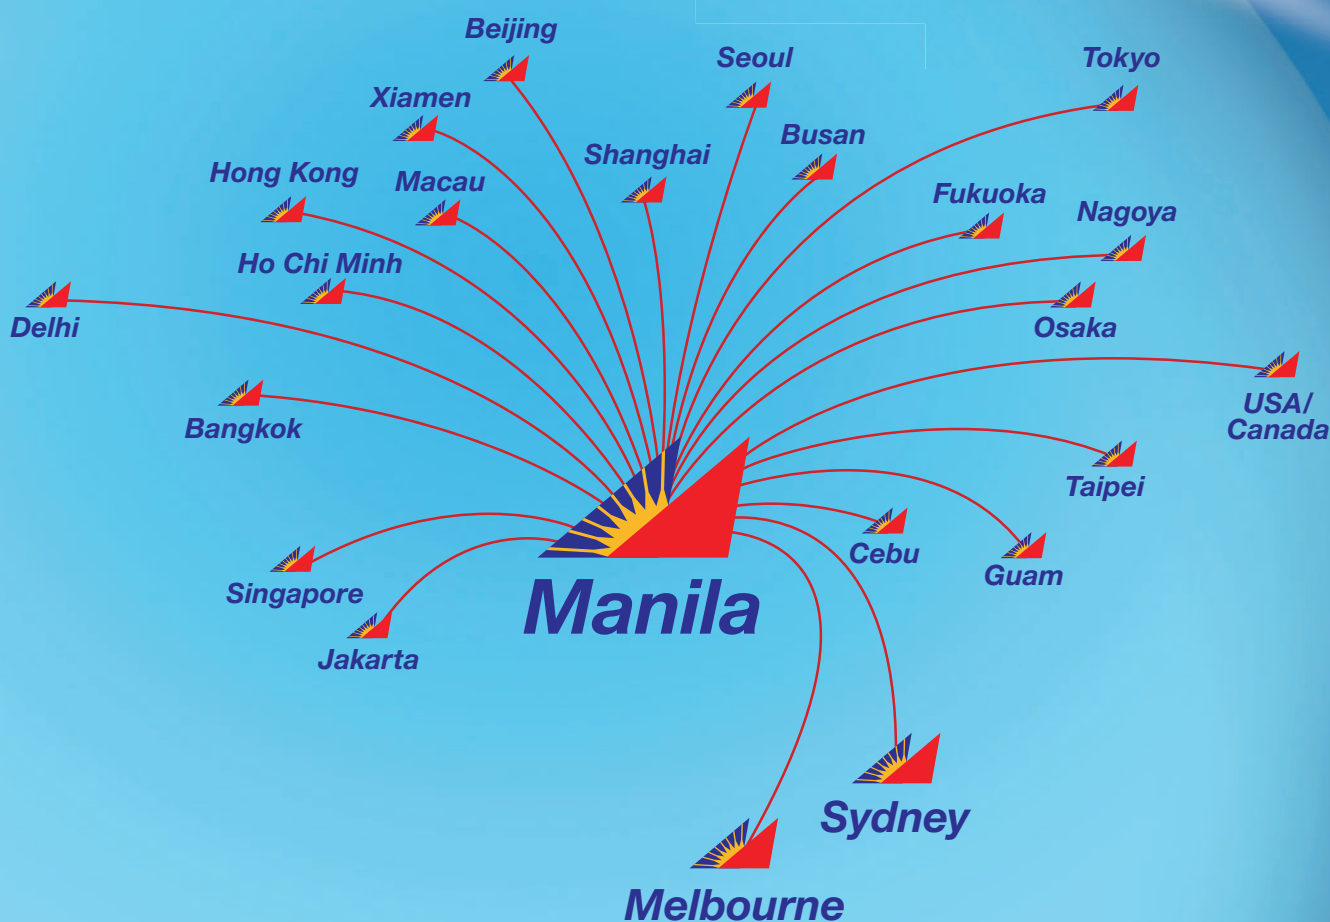 Beijing
Seoul
Tokyo
Xiamen
Busan
Shanghai
Hong Kong
Macau
Fukuoka
Nagoya
Ho Chi Minh
Delhi
Osaka
USA/
Canada
Bangkok
Taipei
Cebu
Guam
Singapore
Manila
Jakarta
Sydney
Melbourne